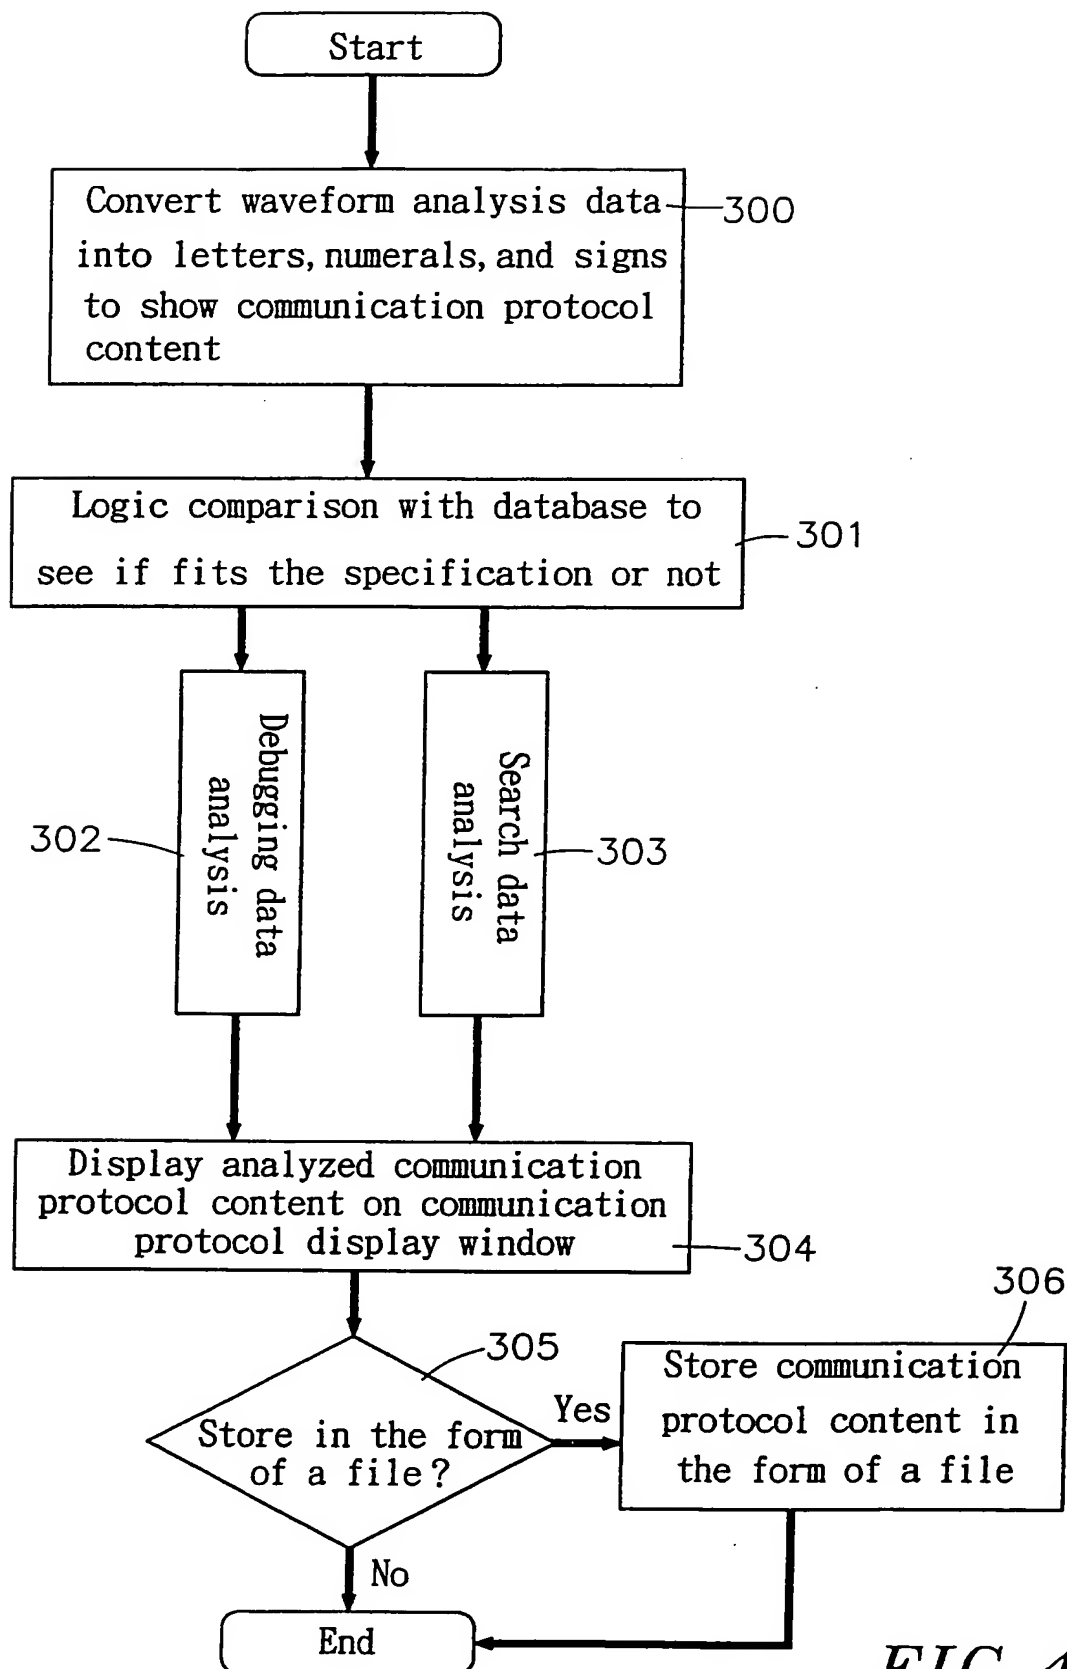 Start
Convert waveform analysis data
into letters, numerals, and signs
to show communication protocol
content
300
Logic comparison with database to
see if fits the specification or not
301
Debugging data
analysis
302
Search data
analysis
303
Display analyzed communication
protocol content on communication
protocol display window
304
305
Store in the form
of a file?
Yes
306
Store communication
protocol content in
the form of a file
No
End